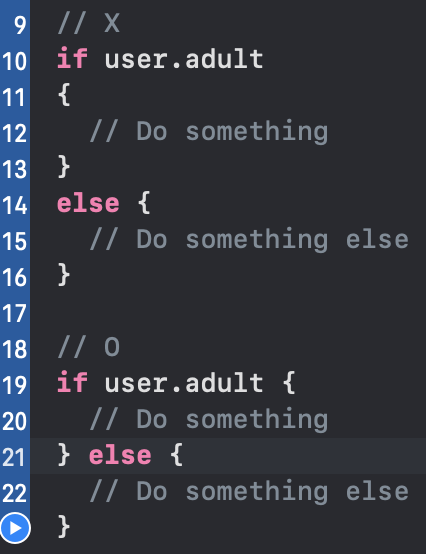 9 // X
10 if user.adult
11 {
12   // Do something
13 }
14 else {
15   // Do something else
16 }
17
18 // O
19 if user.adult {
20   // Do something
21 } else {
22   // Do something else
}